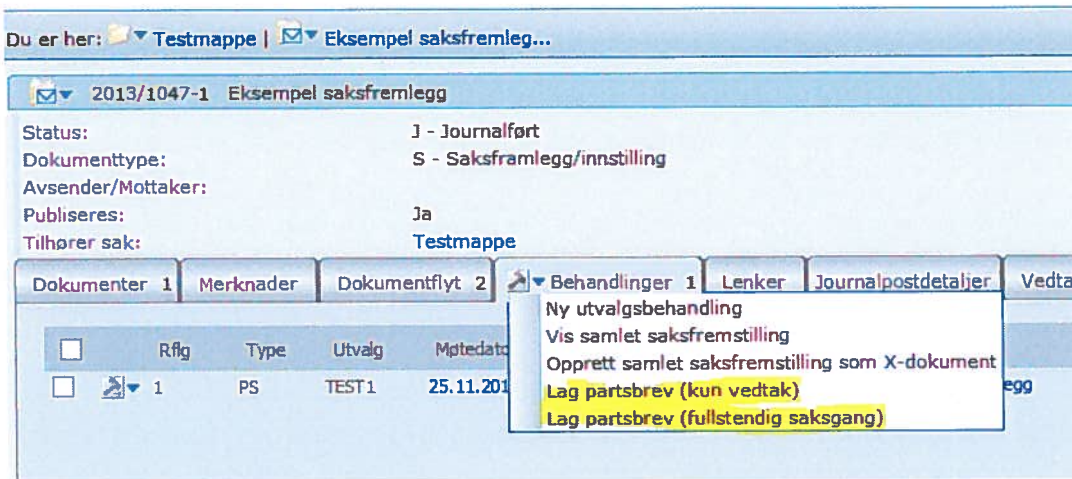 Du er her: Testmappe | Eksempel saksfremleg...
2013/1047-1 Eksempel saksfremlegg
Status: J - Journalført
Dokumenttype: S - Saksframlegg/innstilling
Avsender/Mottaker:
Publiseres: Ja
Tilhører sak: Testmappe
Dokumenter 1 Merknader Dokumentflyt 2 Behandlinger 1 Lenker Journalpostdetaljer Vedta
Ny utvalgsbehandling
Vis samlet saksfremstilling
Opprett samlet saksfremstilling som X-dokument
Lag partsbrev (kun vedtak)
Lag partsbrev (fullstendig saksgang)
Rflg Type Utvalg Møtedato
1 PS TEST1 25.11.201 egg